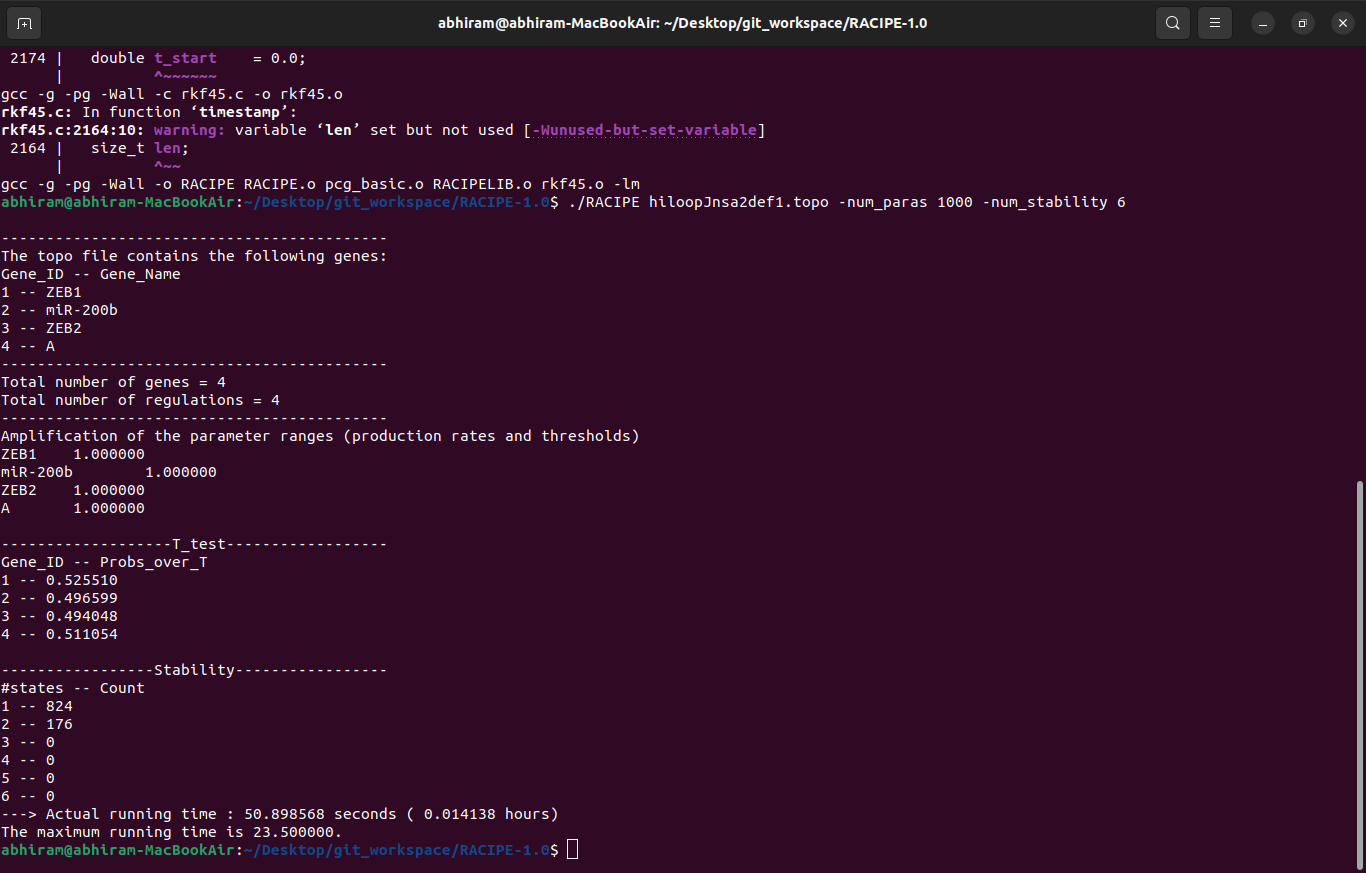 abhiram@abhiram-MacBookAir: ~/Desktop/git_workspace/RACIPE-1.0
 2174 |   double t_start    = 0.0;
      |          ^~~~~~~
gcc -g -pg -Wall -c rkf45.c -o rkf45.o
rkf45.c: In function ‘timestamp’:
rkf45.c:2164:10: warning: variable ‘len’ set but not used [-Wunused-but-set-variable]
 2164 |   size_t len;
      |          ^~~
gcc -g -pg -Wall -o RACIPE RACIPE.o pcg_basic.o RACIPELIB.o rkf45.o -lm
abhiram@abhiram-MacBookAir:~/Desktop/git_workspace/RACIPE-1.0$ ./RACIPE hiloopJnsa2def1.topo -num_paras 1000 -num_stability 6
-------------------------------------------
The topo file contains the following genes:
Gene_ID -- Gene_Name
1 -- ZEB1
2 -- miR-200b
3 -- ZEB2
4 -- A
-------------------------------------------
Total number of genes = 4
Total number of regulations = 4
-------------------------------------------
Amplification of the parameter ranges (production rates and thresholds)
ZEB1    1.000000
miR-200b        1.000000
ZEB2    1.000000
A       1.000000
-------------------T_test------------------
Gene_ID -- Probs_over_T
1 -- 0.525510
2 -- 0.496599
3 -- 0.494048
4 -- 0.511054
-----------------Stability-----------------
#states -- Count
1 -- 824
2 -- 176
3 -- 0
4 -- 0
5 -- 0
6 -- 0
---> Actual running time : 50.898568 seconds ( 0.014138 hours)
The maximum running time is 23.500000.
abhiram@abhiram-MacBookAir:~/Desktop/git_workspace/RACIPE-1.0$